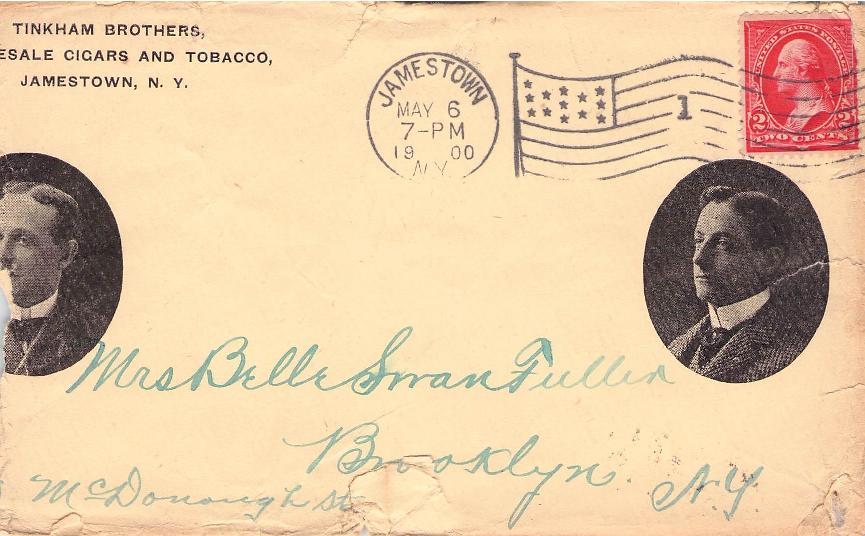 TINKHAM BROTHERS,
ESALE CIGARS AND TOBACCO,
JAMESTOWN, N. Y.
JAMESTOWN
MAY 6
7-PM
19 00
N.Y.
1
UNITED STATES POSTAGE
2 2
TWO CENTS
Mrs Belle Swan Fuller
Brooklyn. N.Y.
McDonough St